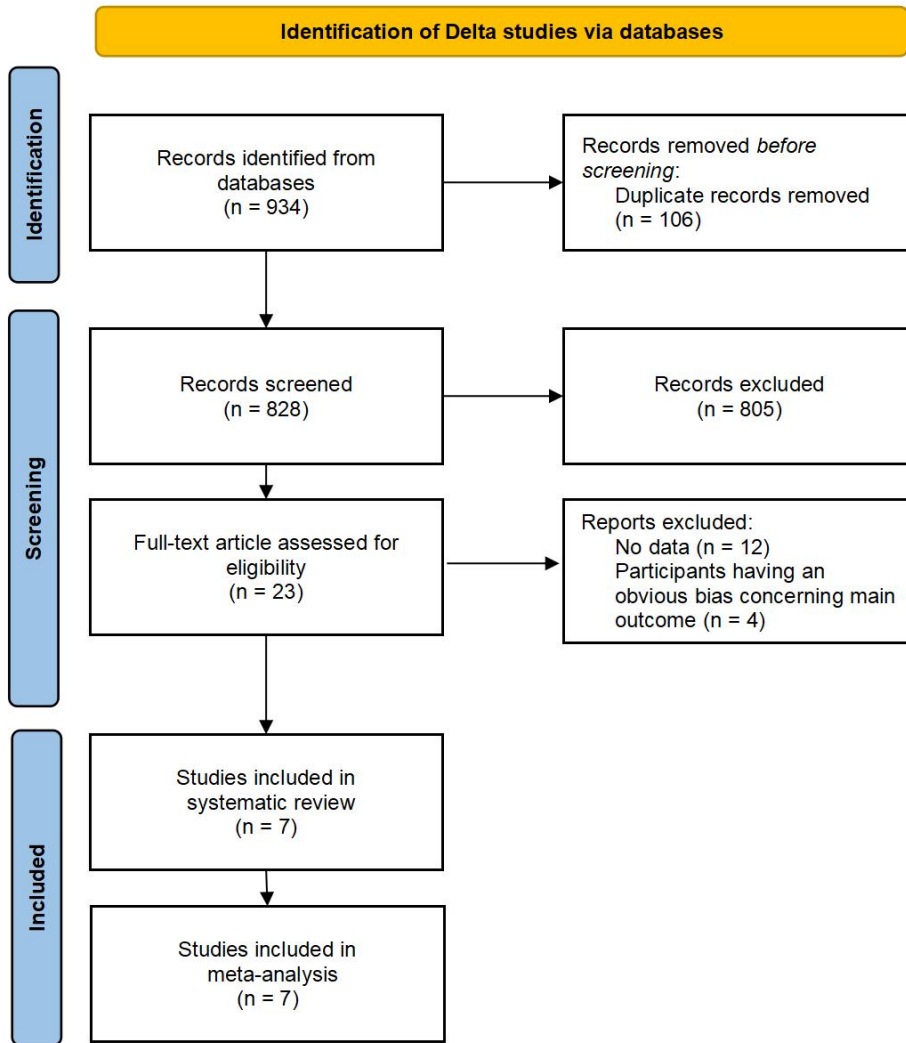 Identification of Delta studies via databases
Identification
Records identified from
databases
(n = 934)
Records removed before
screening:
Duplicate records removed
(n = 106)
Screening
Records screened
(n = 828)
Records excluded
(n = 805)
Full-text article assessed for
eligibility
(n = 23)
Reports excluded:
No data (n = 12)
Participants having an
obvious bias concerning main
outcome (n = 4)
Included
Studies included in
systematic review
(n = 7)
Studies included in
meta-analysis
(n = 7)